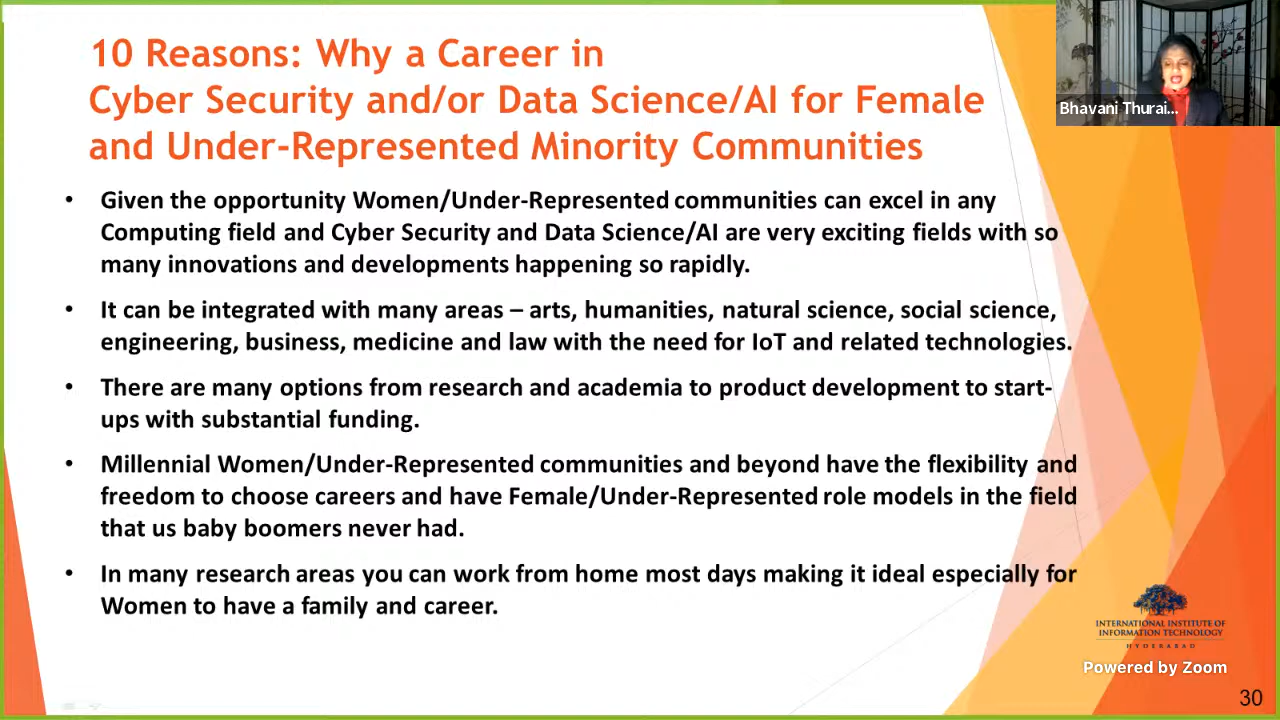 10 Reasons: Why a Career in
Cyber Security and/or Data Science/AI for Female
and Under-Represented Minority Communities
Bhavani Thurai...
• Given the opportunity Women/Under-Represented communities can excel in any
Computing field and Cyber Security and Data Science/AI are very exciting fields with so
many innovations and developments happening so rapidly.
• It can be integrated with many areas – arts, humanities, natural science, social science,
engineering, business, medicine and law with the need for IoT and related technologies.
• There are many options from research and academia to product development to start-
ups with substantial funding.
• Millennial Women/Under-Represented communities and beyond have the flexibility and
freedom to choose careers and have Female/Under-Represented role models in the field
that us baby boomers never had.
• In many research areas you can work from home most days making it ideal especially for
Women to have a family and career.
INTERNATIONAL INSTITUTE OF
INFORMATION TECHNOLOGY
HYDERABAD
Powered by Zoom
30